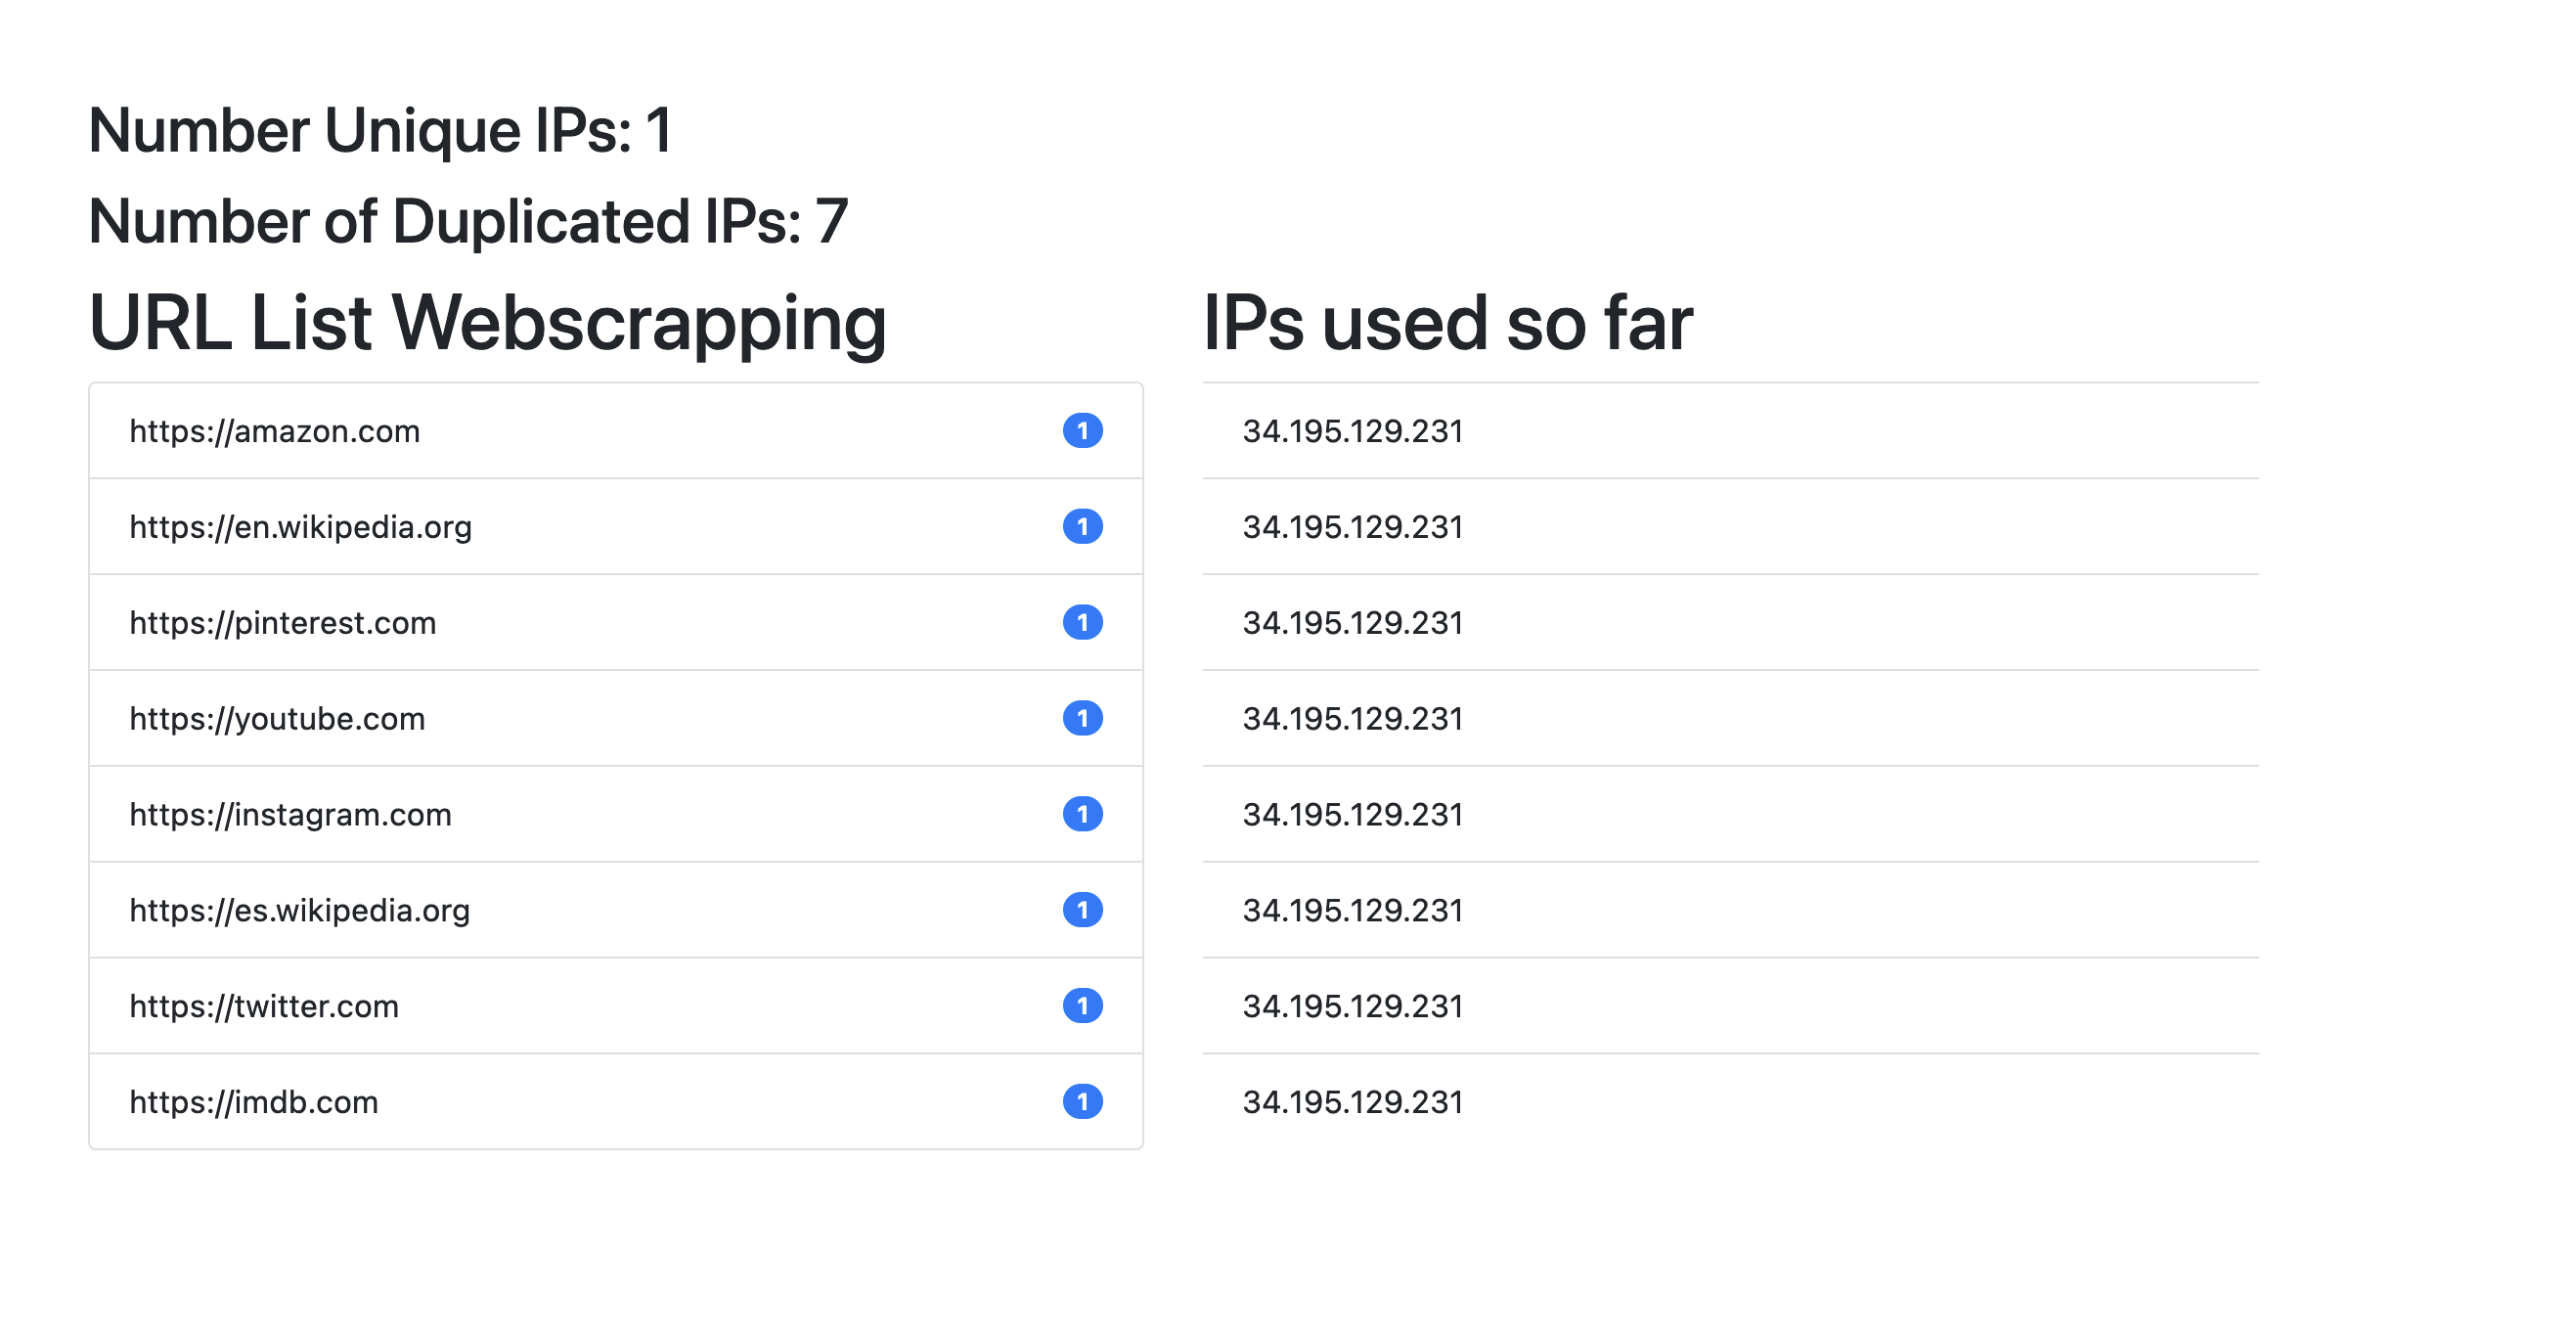 Number Unique IPs: 1
Number of Duplicated IPs: 7
URL List Webscrapping
https://amazon.com 1
https://en.wikipedia.org 1
https://pinterest.com 1
https://youtube.com 1
https://instagram.com 1
https://es.wikipedia.org 1
https://twitter.com 1
https://imdb.com 1
IPs used so far
34.195.129.231
34.195.129.231
34.195.129.231
34.195.129.231
34.195.129.231
34.195.129.231
34.195.129.231
34.195.129.231